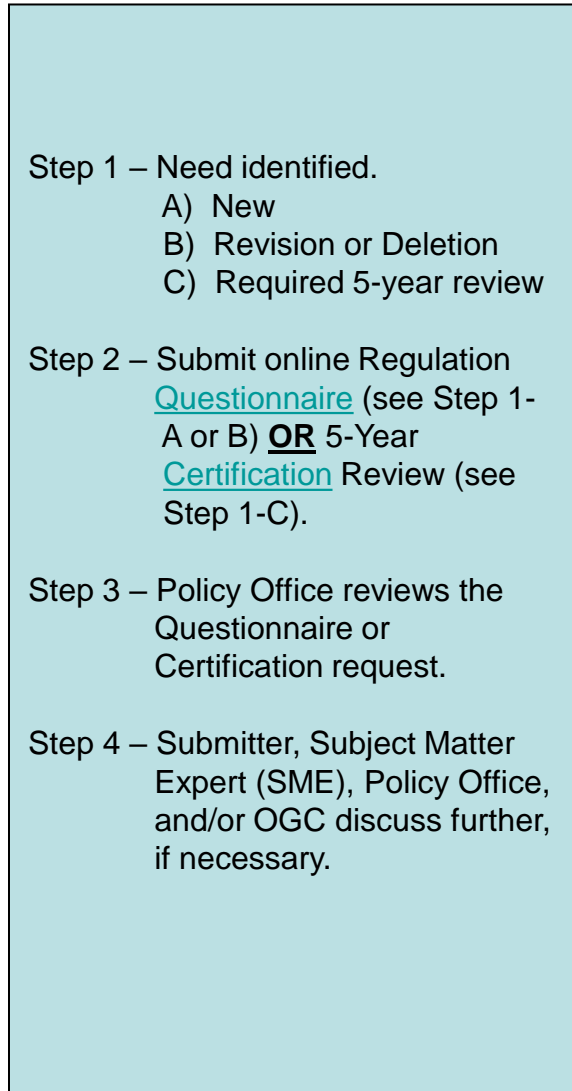 Step 1 – Need identified.
A) New
B) Revision or Deletion
C) Required 5-year review
Step 2 – Submit online Regulation
Questionnaire (see Step 1-
A or B) OR 5-Year
Certification Review (see
Step 1-C).
Step 3 – Policy Office reviews the
Questionnaire or
Certification request.
Step 4 – Submitter, Subject Matter
Expert (SME), Policy Office,
and/or OGC discuss further,
if necessary.